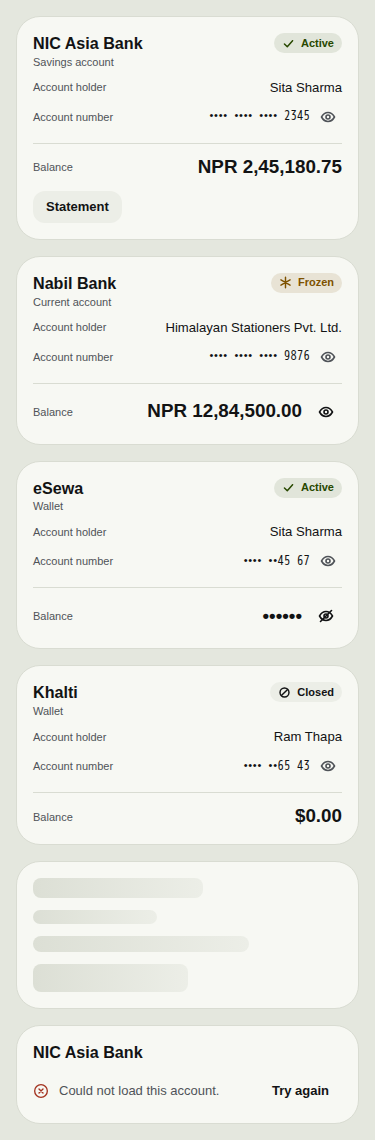 NIC Asia Bank
Active
Savings account
Account holder Sita Sharma
Account number •••• •••• •••• 2345
Balance NPR 2,45,180.75
Statement
Nabil Bank
Frozen
Current account
Account holder Himalayan Stationers Pvt. Ltd.
Account number •••• •••• •••• 9876
Balance NPR 12,84,500.00
eSewa
Active
Wallet
Account holder Sita Sharma
Account number •••• ••45 67
Balance ••••••
Khalti
Closed
Wallet
Account holder Ram Thapa
Account number •••• ••65 43
Balance $0.00
NIC Asia Bank
Could not load this account. Try again